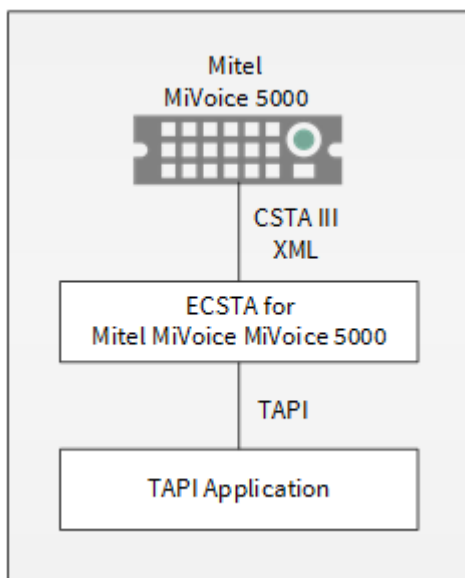 Mitel
MiVoice 5000
CSTA III
XML
ECSTA for
Mitel MiVoice MiVoice 5000
TAPI
TAPI Application